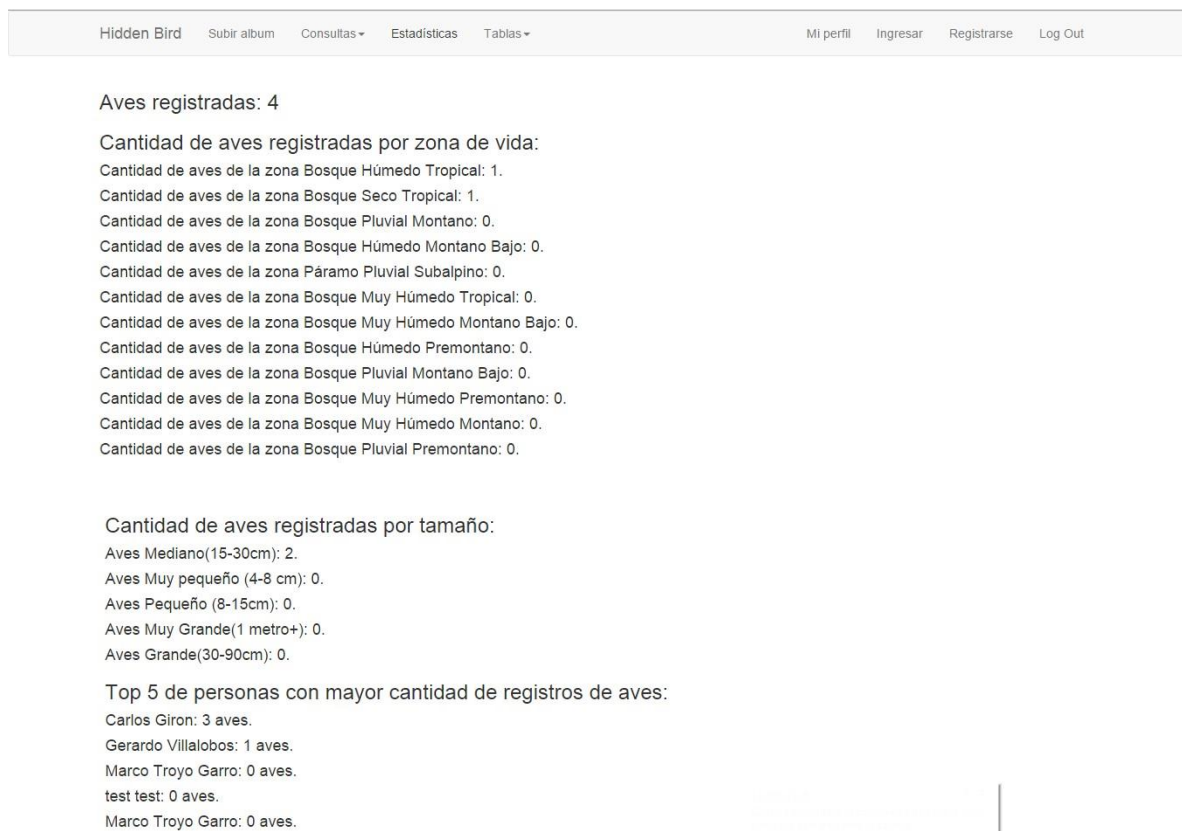 Hidden Bird Subir album Consultas Estadísticas Tablas Mi perfil Ingresar Registrarse Log Out
Aves registradas: 4
Cantidad de aves registradas por zona de vida:
Cantidad de aves de la zona Bosque Húmedo Tropical: 1.
Cantidad de aves de la zona Bosque Seco Tropical: 1.
Cantidad de aves de la zona Bosque Pluvial Montano: 0.
Cantidad de aves de la zona Bosque Húmedo Montano Bajo: 0.
Cantidad de aves de la zona Páramo Pluvial Subalpino: 0.
Cantidad de aves de la zona Bosque Muy Húmedo Tropical: 0.
Cantidad de aves de la zona Bosque Muy Húmedo Montano Bajo: 0.
Cantidad de aves de la zona Bosque Húmedo Premontano: 0.
Cantidad de aves de la zona Bosque Pluvial Montano Bajo: 0.
Cantidad de aves de la zona Bosque Muy Húmedo Premontano: 0.
Cantidad de aves de la zona Bosque Muy Húmedo Montano: 0.
Cantidad de aves de la zona Bosque Pluvial Premontano: 0.
Cantidad de aves registradas por tamaño:
Aves Mediano(15-30cm): 2.
Aves Muy pequeño (4-8 cm): 0.
Aves Pequeño (8-15cm): 0.
Aves Muy Grande(1 metro+): 0.
Aves Grande(30-90cm): 0.
Top 5 de personas con mayor cantidad de registros de aves:
Carlos Giron: 3 aves.
Gerardo Villalobos: 1 aves.
Marco Troyo Garro: 0 aves.
test test: 0 aves.
Marco Troyo Garro: 0 aves.